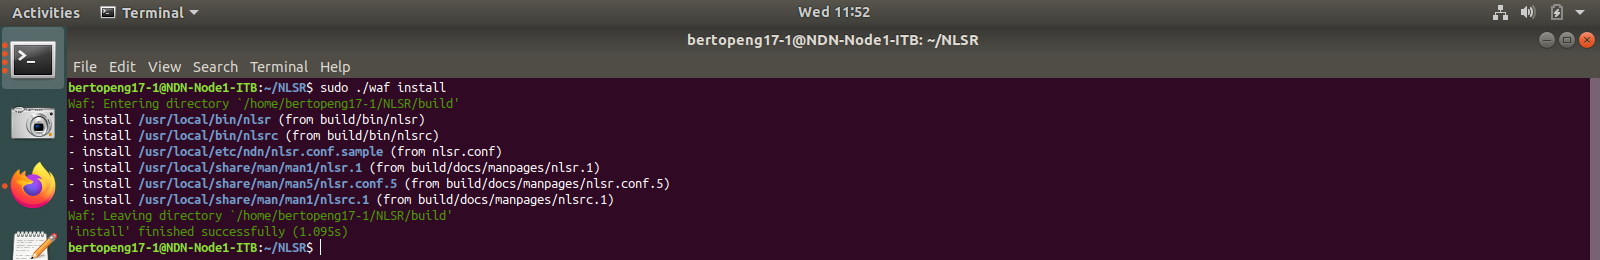 Activities Terminal Wed 11:52
bertopeng17-1@NDN-Node1-ITB: ~/NLSR
File Edit View Search Terminal Help
bertopeng17-1@NDN-Node1-ITB:~/NLSR$ sudo ./waf install
Waf: Entering directory `/home/bertopeng17-1/NLSR/build'
- install /usr/local/bin/nlsr (from build/bin/nlsr)
- install /usr/local/bin/nlsrc (from build/bin/nlsrc)
- install /usr/local/etc/ndn/nlsr.conf.sample (from nlsr.conf)
- install /usr/local/share/man/man1/nlsr.1 (from build/docs/manpages/nlsr.1)
- install /usr/local/share/man/man5/nlsr.conf.5 (from build/docs/manpages/nlsr.conf.5)
- install /usr/local/share/man/man1/nlsrc.1 (from build/docs/manpages/nlsrc.1)
Waf: Leaving directory `/home/bertopeng17-1/NLSR/build'
'install' finished successfully (1.095s)
bertopeng17-1@NDN-Node1-ITB:~/NLSR$